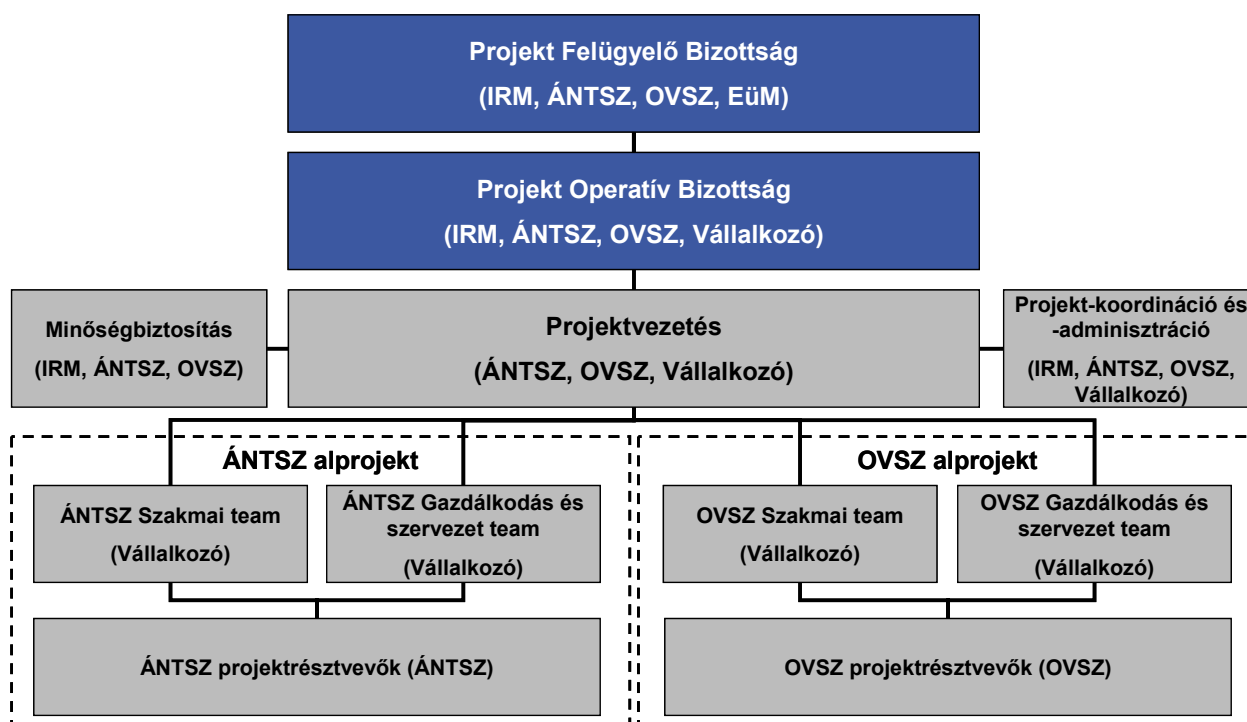 Projekt Felügyelő Bizottság
(IRM, ÁNTSZ, OVSZ, EüM)
Projekt Operatív Bizottság
(IRM, ÁNTSZ, OVSZ, Vállalkozó)
Minőségbiztosítás
(IRM, ÁNTSZ, OVSZ)
Projektvezetés
(ÁNTSZ, OVSZ, Vállalkozó)
Projekt-koordináció és
-adminisztráció
(IRM, ÁNTSZ, OVSZ,
Vállalkozó)
ÁNTSZ alprojekt
ÁNTSZ Szakmai team
(Vállalkozó)
ÁNTSZ Gazdálkodás és
szervezet team
(Vállalkozó)
ÁNTSZ projektrésztvevők (ÁNTSZ)
OVSZ alprojekt
OVSZ Szakmai team
(Vállalkozó)
OVSZ Gazdálkodás és
szervezet team
(Vállalkozó)
OVSZ projektrésztvevők (OVSZ)